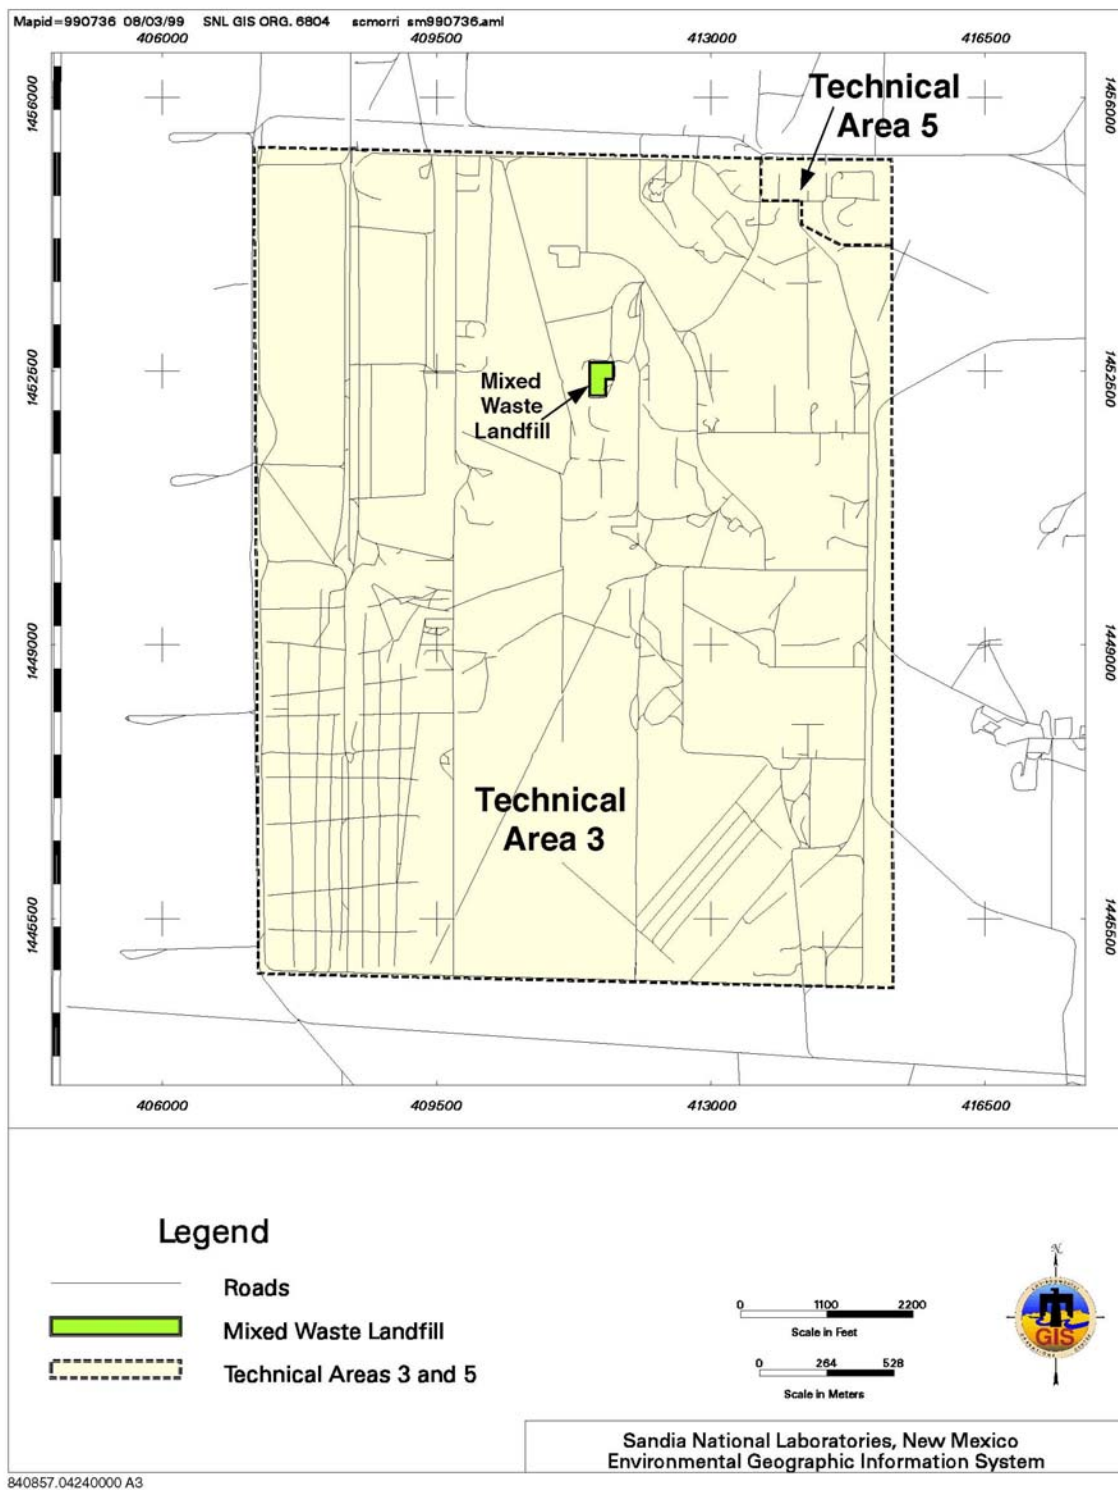 Mapid=990736 08/03/99 SNL GIS ORG. 6804 scmorri sm990736.aml
406000 409500 413000 416500
1456000
1456000
Technical
Area 5
1452500
1452500
Mixed
Waste
Landfill
1449000
1449000
Technical
Area 3
1445500
1445500
406000 409500 413000 416500
Legend
Roads
Mixed Waste Landfill
Technical Areas 3 and 5
0 1100 2200
Scale in Feet
0 264 528
Scale in Meters
N
GIS
Sandia National Laboratories, New Mexico
Environmental Geographic Information System
840857.04240000 A3